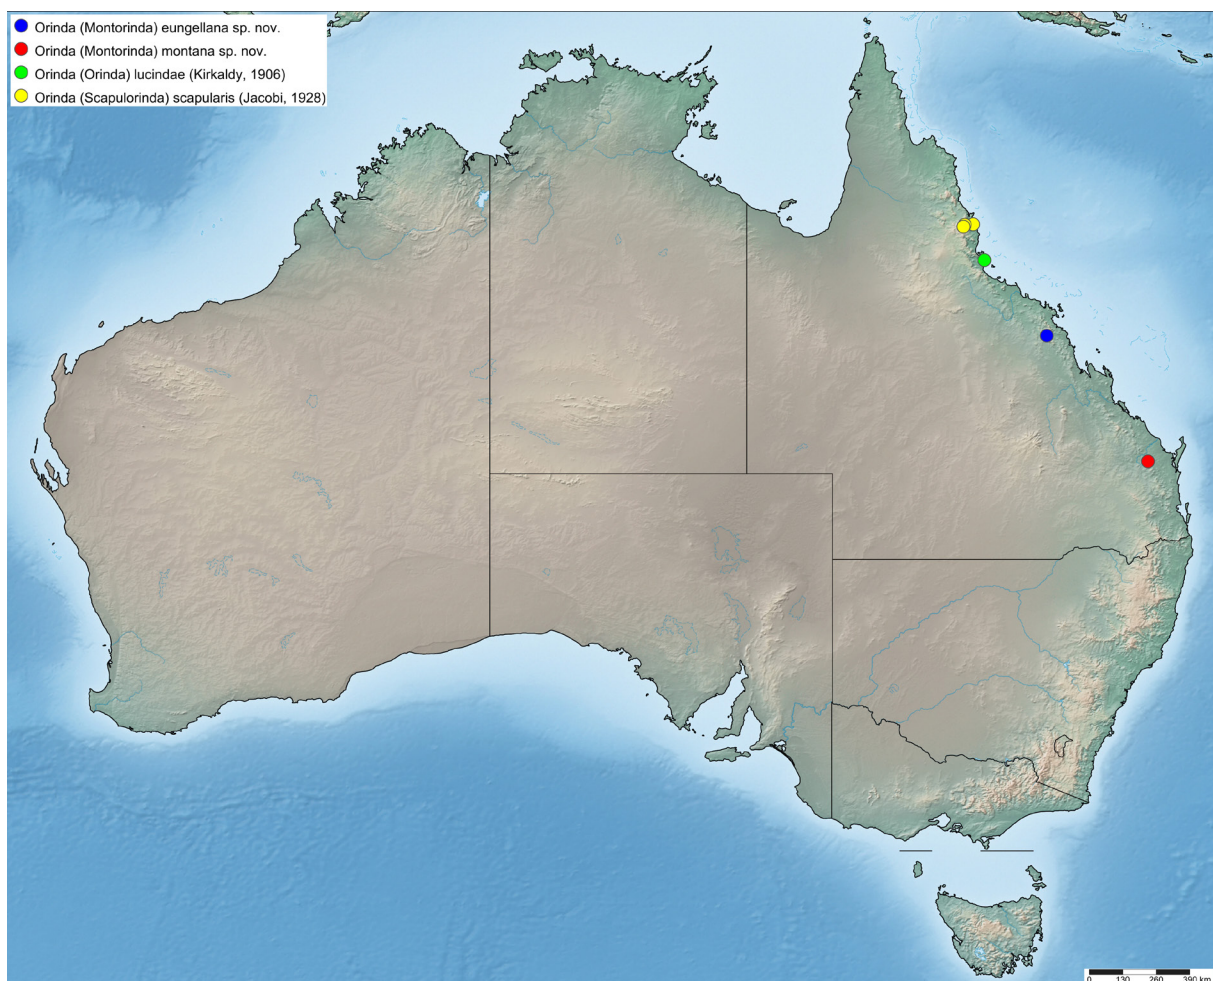 Orinda (Montorinda) eungellana sp. nov.
Orinda (Montorinda) montana sp. nov.
Orinda (Orinda) lucindae (Kirkaldy, 1906)
Orinda (Scapulorinda) scapularis (Jacobi, 1928)
0 130 260 390 km